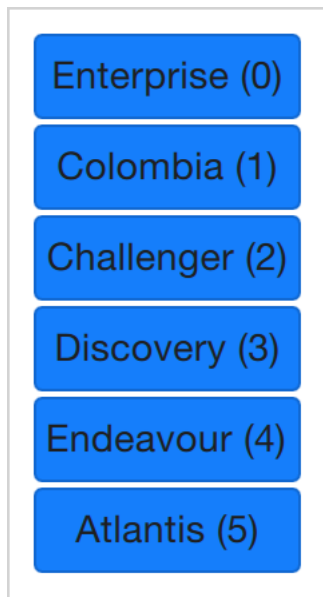 Enterprise (0)
Colombia (1)
Challenger (2)
Discovery (3)
Endeavour (4)
Atlantis (5)